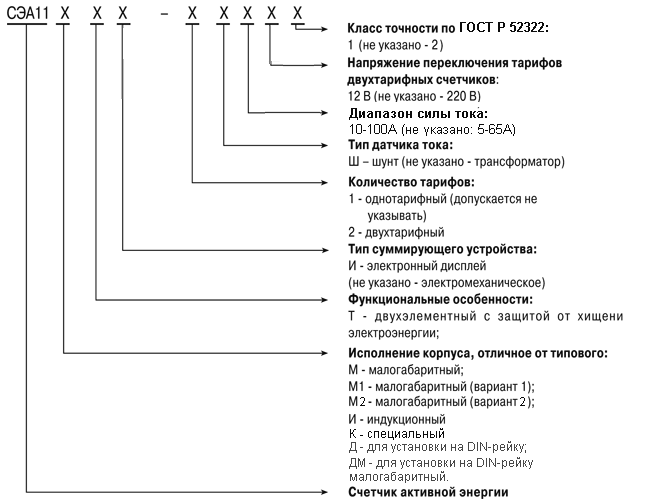 СЭА11 X X X – X X X X X
Класс точности по ГОСТ Р 52322:
1 (не указано - 2)
Напряжение переключения тарифов
двухтарифных счетчиков:
12 В (не указано - 220 В)
Диапазон силы тока:
10-100А (не указано: 5-65А)
Тип датчика тока:
Ш – шунт (не указано - трансформатор)
Количество тарифов:
1 - однотарифный (допускается не
указывать)
2 - двухтарифный
Тип суммирующего устройства:
И - электронный дисплей
(не указано - электромеханическое)
Функциональные особенности:
Т - двухэлементный с защитой от хищени
электроэнергии;
Исполнение корпуса, отличное от типового:
М - малогабаритный;
М1 - малогабаритный (вариант 1);
М2 - малогабаритный (вариант 2);
И - индукционный
К - специальный
Д - для установки на DIN-рейку;
ДМ - для установки на DIN-рейку
малогабаритный.
Счетчик активной энергии